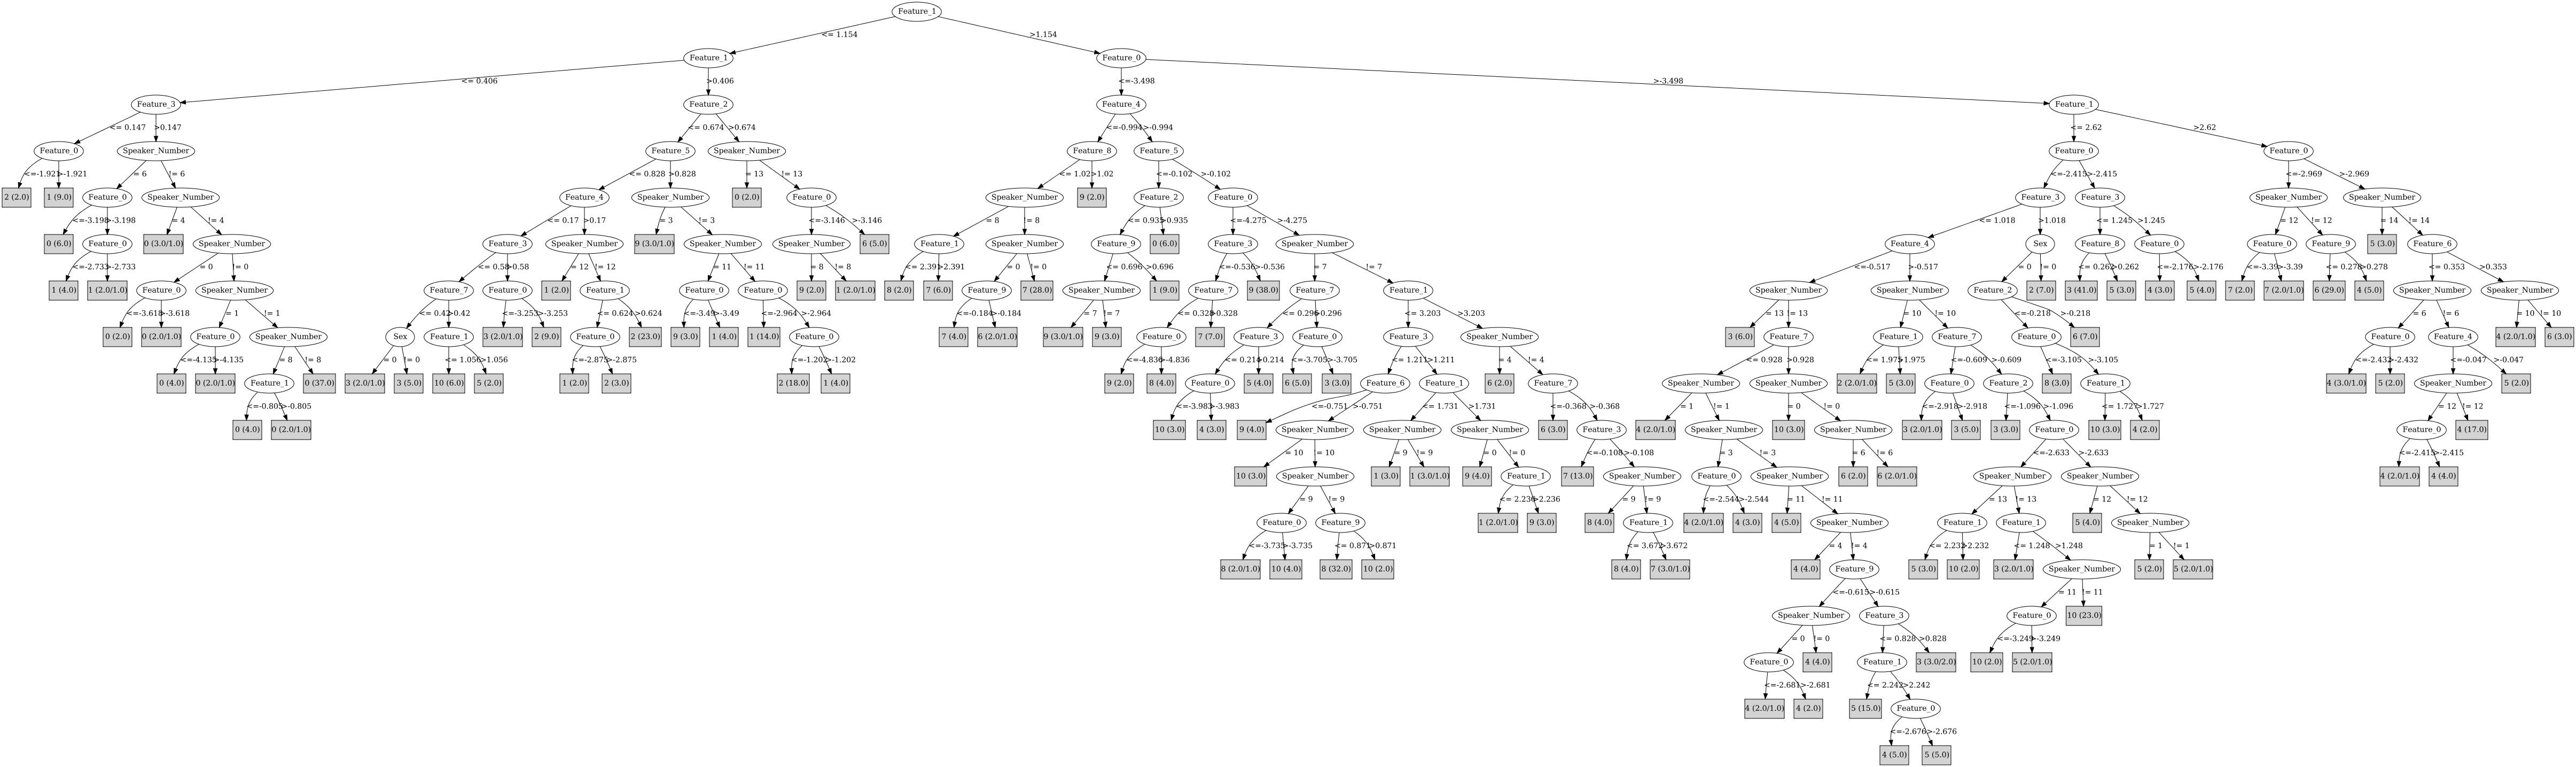 Feature_1
<= 1.154 >1.154
Feature_1 Feature_0
<= 0.406 >0.406 <=-3.498 >-3.498
Feature_3 Feature_2 Feature_4 Feature_1
<= 0.147 >0.147 <= 0.674 >0.674 <=-0.994 >-0.994 <= 2.62 >2.62
Feature_0 Speaker_Number Feature_5 Speaker_Number Feature_8 Feature_5 Feature_0 Feature_0
<=-1.921 >-1.921 = 6 != 6 <= 0.828 >0.828 = 13 != 13 <= 1.02 >1.02 <=-0.102 >-0.102 <=-2.415 >-2.415 <=-2.969 >-2.969
2 (2.0) 1 (9.0) Feature_0 Speaker_Number Feature_4 Speaker_Number 0 (2.0) Feature_0 Speaker_Number 9 (2.0) Feature_2 Feature_0 Feature_3 Feature_3 Speaker_Number Speaker_Number
<=-3.198 >-3.198 = 4 != 4 <= 0.17 >0.17 = 3 != 3 <=-3.146 >-3.146 = 8 != 8 <= 0.935 >0.935 <=-4.275 >-4.275 <= 1.018 >1.018 <= 1.245 >1.245 = 12 != 12 = 14 != 14
0 (6.0) Feature_0 0 (3.0/1.0) Speaker_Number Feature_3 Speaker_Number 9 (3.0/1.0) Speaker_Number Speaker_Number 6 (5.0) Feature_1 Speaker_Number Feature_9 0 (6.0) Feature_3 Speaker_Number Feature_4 Sex Feature_8 Feature_0 Feature_0 Feature_9 5 (3.0) Feature_6
<=-2.733 >-2.733 = 0 != 0 <= 0.58 >0.58 = 12 != 12 = 11 != 11 = 8 != 8 <= 2.391 >2.391 = 0 != 0 <= 0.696 >0.696 <=-0.536 >-0.536 = 7 != 7 <=-0.517 >-0.517 = 0 != 0 <= 0.262 >0.262 <=-2.176 >-2.176 <=-3.39 >-3.39 <= 0.278 >0.278 <= 0.353 >0.353
1 (4.0) 1 (2.0/1.0) Feature_0 Speaker_Number Feature_7 Feature_0 1 (2.0) Feature_1 Feature_0 Feature_0 9 (2.0) 1 (2.0/1.0) 8 (2.0) 7 (6.0) Feature_9 7 (28.0) Speaker_Number 1 (9.0) Feature_7 9 (38.0) Feature_7 Feature_1 Speaker_Number Speaker_Number Feature_2 2 (7.0) 3 (41.0) 5 (3.0) 4 (3.0) 5 (4.0) 7 (2.0) 7 (2.0/1.0) 6 (29.0) 4 (5.0) Speaker_Number Speaker_Number
<=-3.618 >-3.618 = 1 != 1 <= 0.42 >0.42 <=-3.253 >-3.253 <= 0.624 >0.624 <=-3.49 >-3.49 <=-2.964 >-2.964 <=-0.184 >-0.184 = 7 != 7 <= 0.328 >0.328 <= 0.296 >0.296 <= 3.203 >3.203 = 13 != 13 = 10 != 10 <=-0.218 >-0.218 = 6 != 6 = 10 != 10
0 (2.0) 0 (2.0/1.0) Feature_0 Speaker_Number Sex Feature_1 3 (2.0/1.0) 2 (9.0) Feature_0 2 (23.0) 9 (3.0) 1 (4.0) 1 (14.0) Feature_0 7 (4.0) 6 (2.0/1.0) 9 (3.0/1.0) 9 (3.0) Feature_0 7 (7.0) Feature_3 Feature_0 Feature_3 Speaker_Number 3 (6.0) Feature_7 Feature_1 Feature_7 Feature_0 6 (7.0) Feature_0 Feature_4 4 (2.0/1.0) 6 (3.0)
<=-4.135 >-4.135 = 8 != 8 = 0 != 0 <= 1.056 >1.056 <=-2.875 >-2.875 <=-1.202 >-1.202 <=-4.836 >-4.836 <= 0.214 >0.214 <=-3.705 >-3.705 <= 1.211 >1.211 = 4 != 4 <= 0.928 >0.928 <= 1.975 >1.975 <=-0.609 >-0.609 <=-3.105 >-3.105 <=-2.432 >-2.432 <=-0.047 >-0.047
0 (4.0) 0 (2.0/1.0) Feature_1 0 (37.0) 3 (2.0/1.0) 3 (5.0) 10 (6.0) 5 (2.0) 1 (2.0) 2 (3.0) 2 (18.0) 1 (4.0) 9 (2.0) 8 (4.0) Feature_0 5 (4.0) 6 (5.0) 3 (3.0) Feature_6 Feature_1 6 (2.0) Feature_7 Speaker_Number Speaker_Number 2 (2.0/1.0) 5 (3.0) Feature_0 Feature_2 8 (3.0) Feature_1 4 (3.0/1.0) 5 (2.0) Speaker_Number 5 (2.0)
<=-0.805 >-0.805 <=-3.983 >-3.983 <=-0.751 >-0.751 <= 1.731 >1.731 <=-0.368 >-0.368 = 1 != 1 = 0 != 0 <=-2.918 >-2.918 <=-1.096 >-1.096 <= 1.727 >1.727 = 12 != 12
0 (4.0) 0 (2.0/1.0) 10 (3.0) 4 (3.0) 9 (4.0) Speaker_Number Speaker_Number Speaker_Number 6 (3.0) Feature_3 4 (2.0/1.0) Speaker_Number 10 (3.0) Speaker_Number 3 (2.0/1.0) 3 (5.0) 3 (3.0) Feature_0 10 (3.0) 4 (2.0) Feature_0 4 (17.0)
= 10 != 10 = 9 != 9 = 0 != 0 <=-0.108 >-0.108 = 3 != 3 = 6 != 6 <=-2.633 >-2.633 <=-2.415 >-2.415
10 (3.0) Speaker_Number 1 (3.0) 1 (3.0/1.0) 9 (4.0) Feature_1 7 (13.0) Speaker_Number Feature_0 Speaker_Number 6 (2.0) 6 (2.0/1.0) Speaker_Number Speaker_Number 4 (2.0/1.0) 4 (4.0)
= 9 != 9 <= 2.236 >2.236 = 9 != 9 <=-2.544 >-2.544 = 11 != 11 = 13 != 13 = 12 != 12
Feature_0 Feature_9 1 (2.0/1.0) 9 (3.0) 8 (4.0) Feature_1 4 (2.0/1.0) 4 (3.0) 4 (5.0) Speaker_Number Feature_1 Feature_1 5 (4.0) Speaker_Number
<=-3.735 >-3.735 <= 0.871 >0.871 <= 3.672 >3.672 = 4 != 4 <= 2.232 >2.232 <= 1.248 >1.248 = 1 != 1
8 (2.0/1.0) 10 (4.0) 8 (32.0) 10 (2.0) 8 (4.0) 7 (3.0/1.0) 4 (4.0) Feature_9 5 (3.0) 10 (2.0) 3 (2.0/1.0) Speaker_Number 5 (2.0) 5 (2.0/1.0)
<=-0.615 >-0.615 = 11 != 11
Speaker_Number Feature_3 Feature_0 10 (23.0)
= 0 != 0 <= 0.828 >0.828 <=-3.249 >-3.249
Feature_0 4 (4.0) Feature_1 3 (3.0/2.0) 10 (2.0) 5 (2.0/1.0)
<=-2.681 >-2.681 <= 2.242 >2.242
4 (2.0/1.0) 4 (2.0) 5 (15.0) Feature_0
<=-2.676 >-2.676
4 (5.0) 5 (5.0)